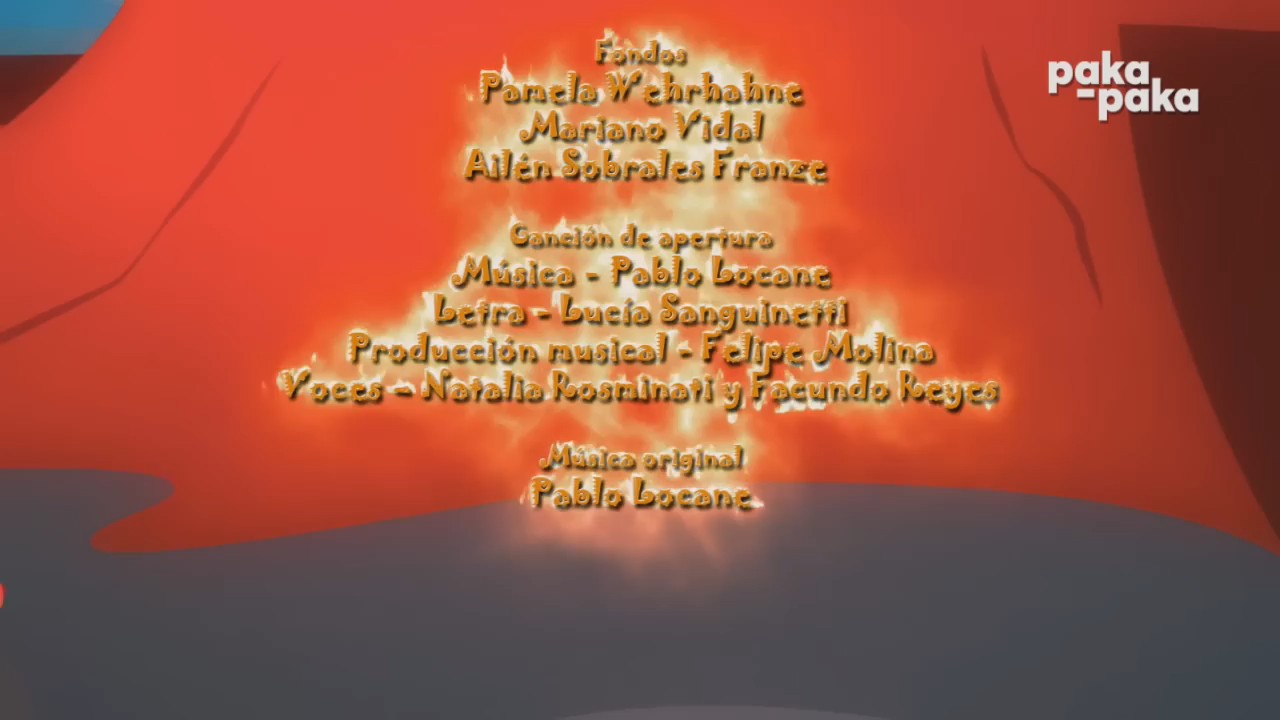 Fondos
Pamela Wehrhahne
Mariano Vidal
Ailén Sobrales Franze
Canción de apertura
Música - Pablo Locane
Letra - Lucía Sanguinetti
Producción musical - Felipe Molina
Voces – Natalia Rosminati y Facundo Reyes
Música original
Pablo Locane
paka
-paka